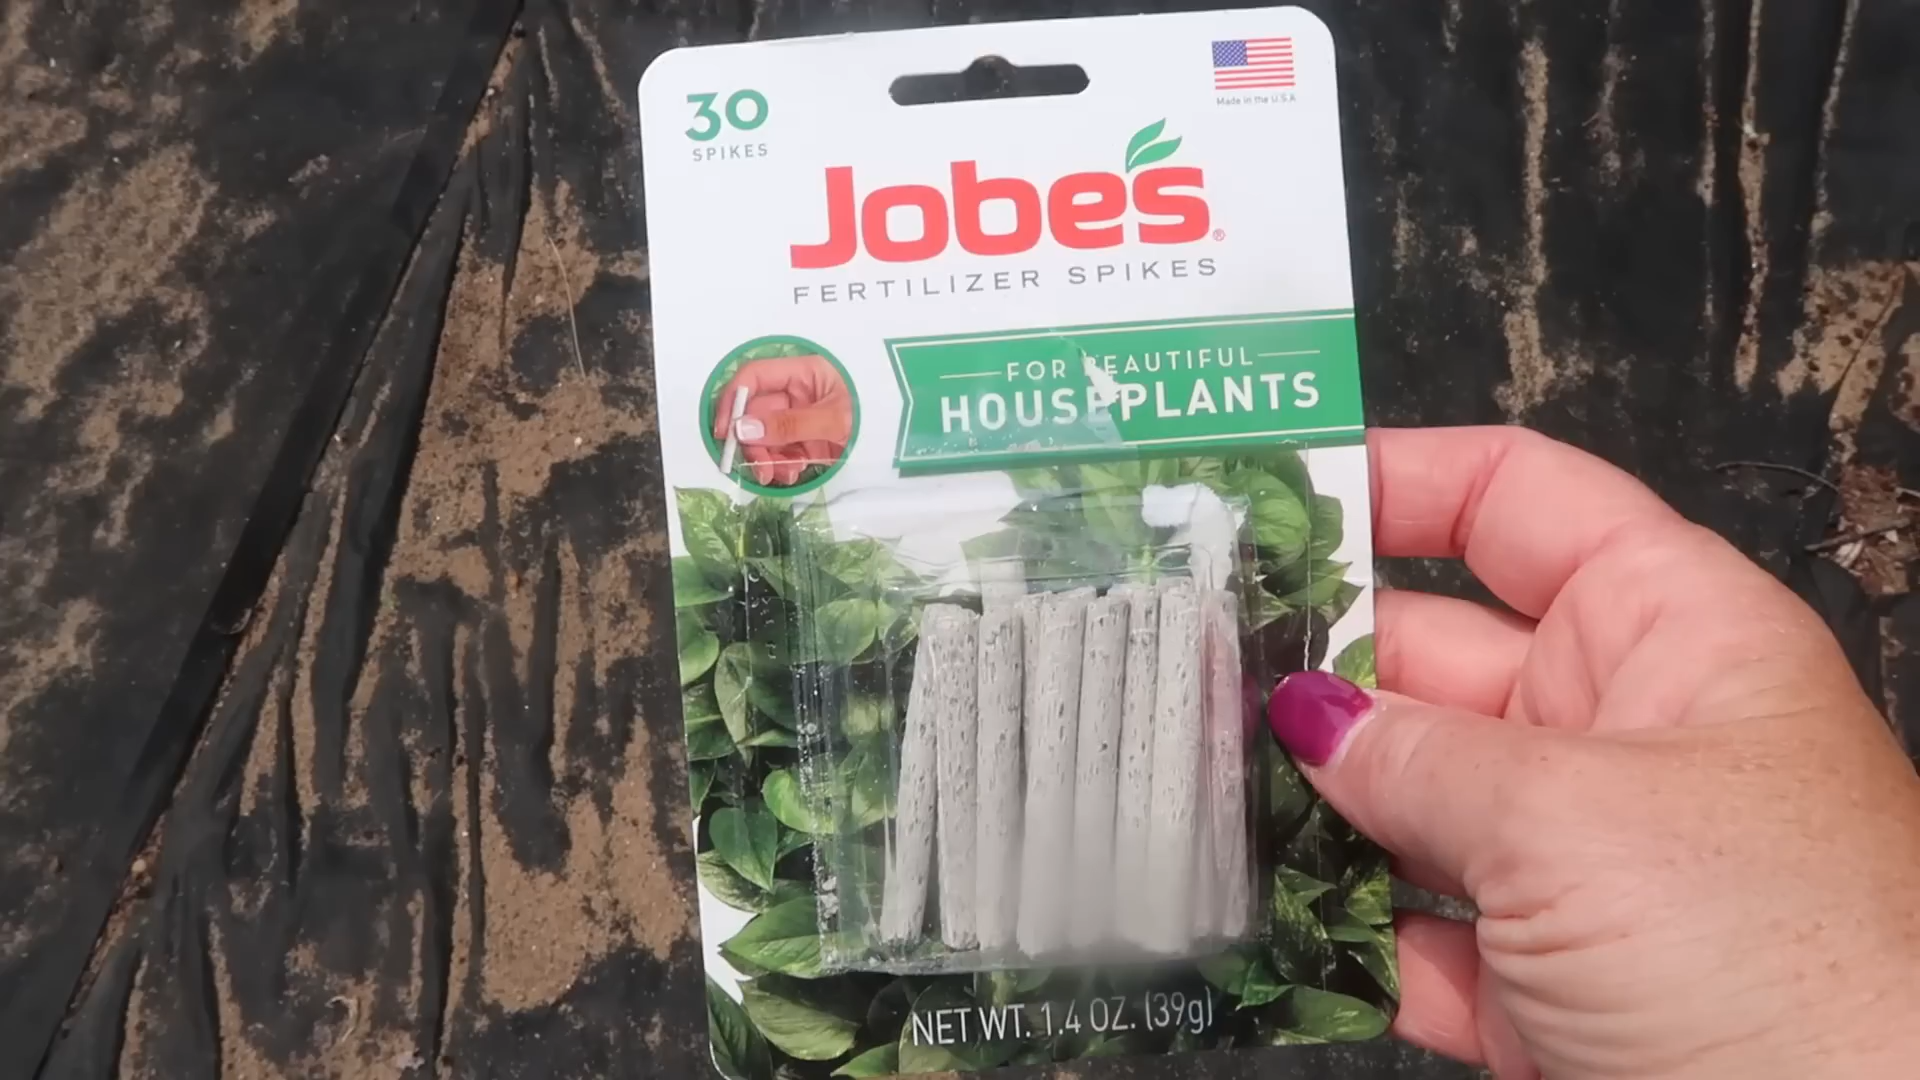 30
SPIKES
Made in the U.S.A
Jobe's®
FERTILIZER SPIKES
FOR BEAUTIFUL
HOUSEPLANTS
NET WT. 1.4 OZ. (39g)